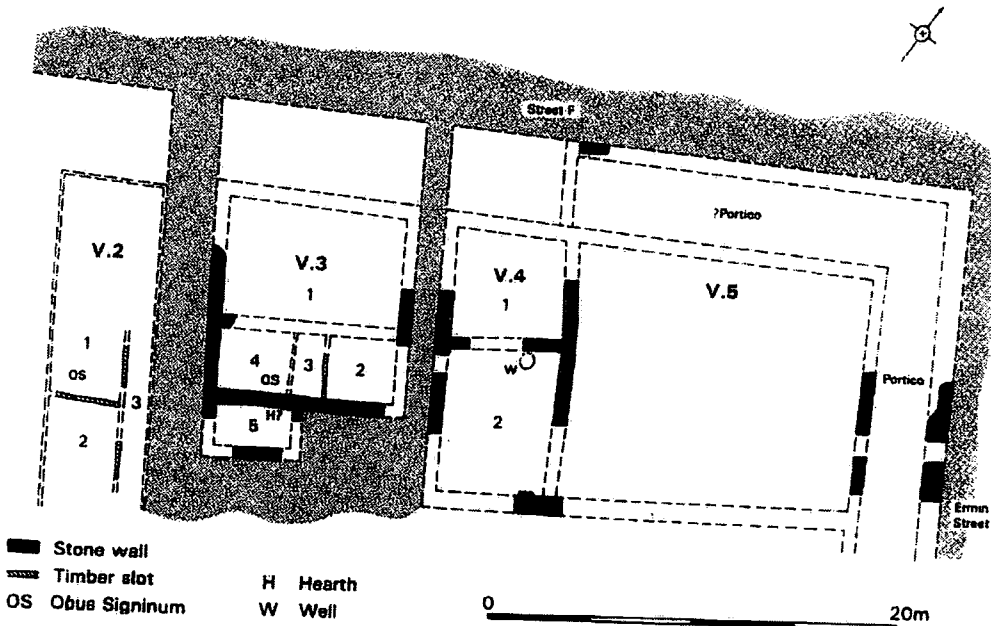 Street F
?Portico
V.2
V.3
V.4
V.5
1
1
1
OS
4
OS
3
2
W
Portico
3
2
H?
5
2
Ermin
Street
Stone wall
Timber slot
OS Obus Signinum
H Hearth
W Well
0 20m